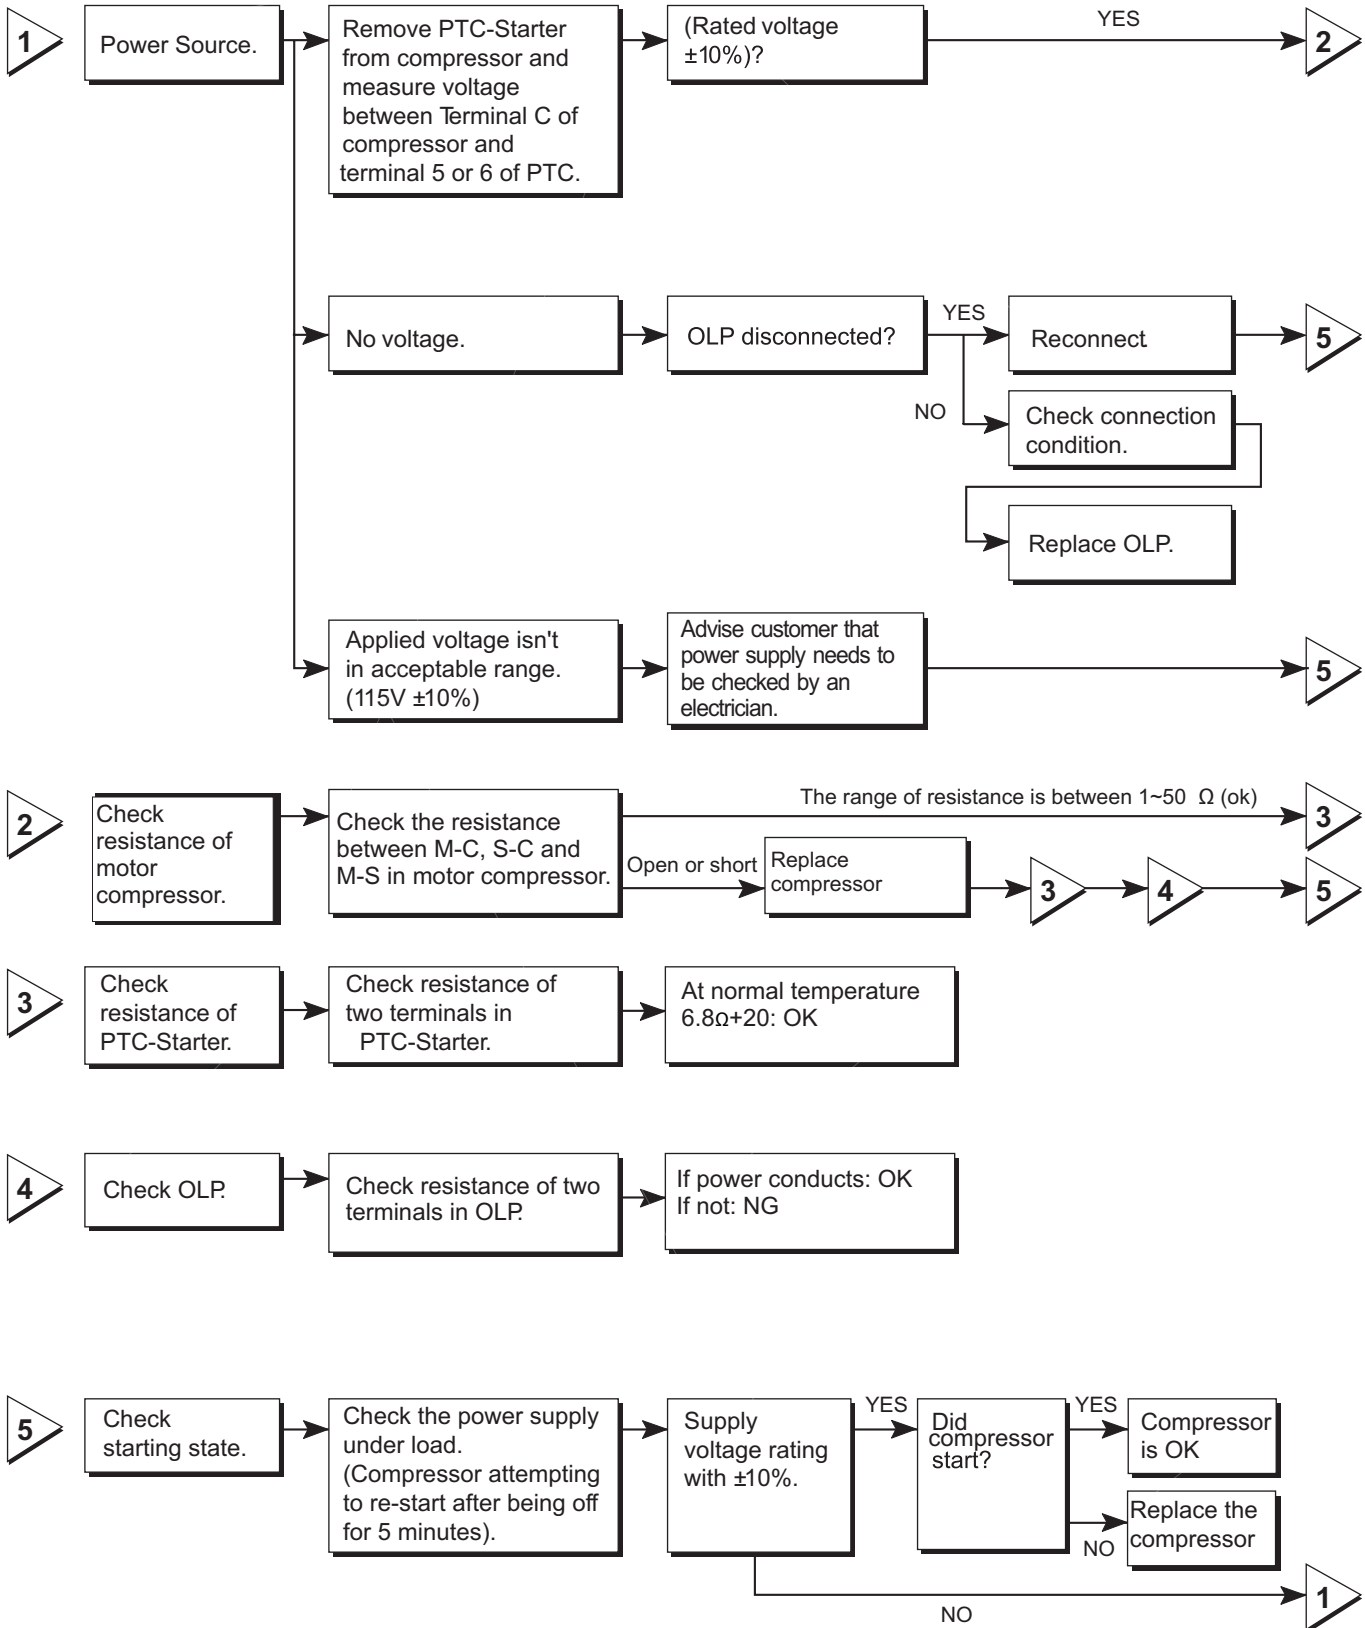 1
Power Source.
Remove PTC-Starter
from compressor and
measure voltage
between Terminal C of
compressor and
terminal 5 or 6 of PTC.
(Rated voltage
±10%)?
YES
2
No voltage.
OLP disconnected?
YES
Reconnect.
5
NO
Check connection
condition.
Replace OLP.
Applied voltage isn't
in acceptable range.
(115V ±10%)
Advise customer that
power supply needs to
be checked by an
electrician.
5
2
Check
resistance of
motor
compressor.
Check the resistance
between M-C, S-C and
M-S in motor compressor.
The range of resistance is between 1~50 Ω (ok)
3
Open or short
Replace
compressor
3
4
5
3
Check
resistance of
PTC-Starter.
Check resistance of
two terminals in
PTC-Starter.
At normal temperature
6.8Ω+20: OK
4
Check OLP.
Check resistance of two
terminals in OLP.
If power conducts: OK
If not: NG
5
Check
starting state.
Check the power supply
under load.
(Compressor attempting
to re-start after being off
for 5 minutes).
Supply
voltage rating
with ±10%.
YES
Did
compressor
start?
YES
Compressor
is OK
NO
Replace the
compressor
NO
1